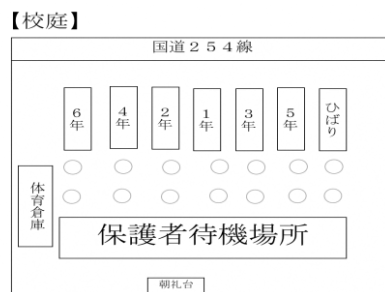 【校庭】
国道２５４線
６年
４年
２年
１年
３年
５年
ひばり
体育倉庫
保護者待機場所
朝礼台